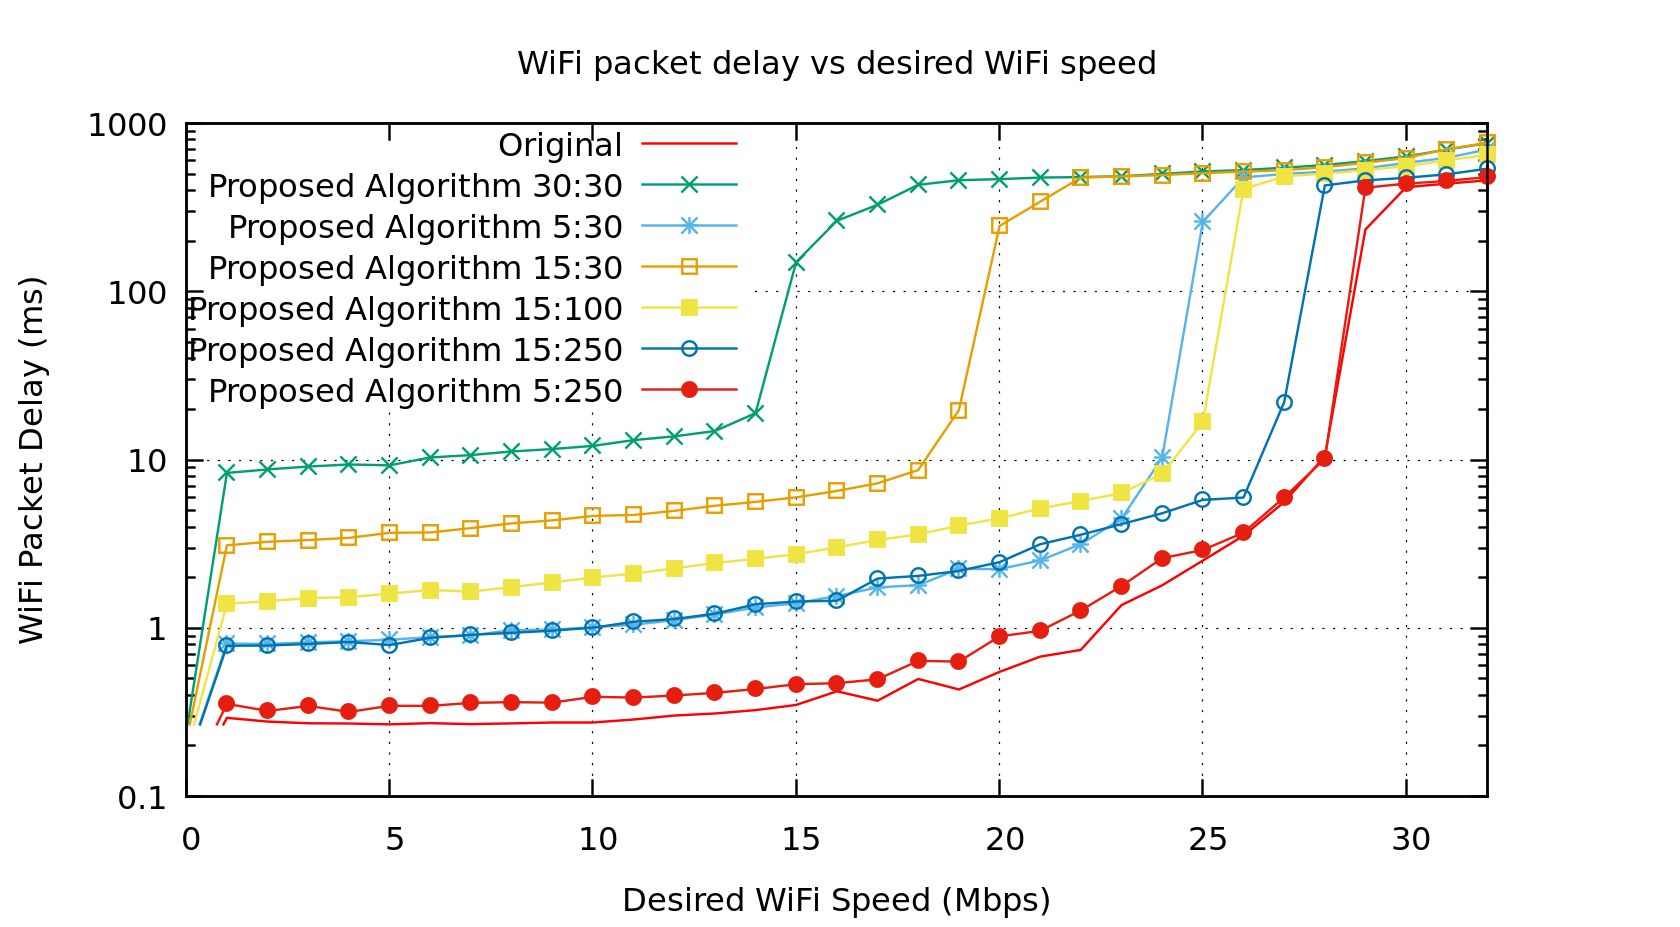 WiFi packet delay vs desired WiFi speed
1000
100
10
1
0.1
WiFi Packet Delay (ms)
Original
Proposed Algorithm 30:30
Proposed Algorithm 5:30
Proposed Algorithm 15:30
Proposed Algorithm 15:100
Proposed Algorithm 15:250
Proposed Algorithm 5:250
0 5 10 15 20 25 30
Desired WiFi Speed (Mbps)